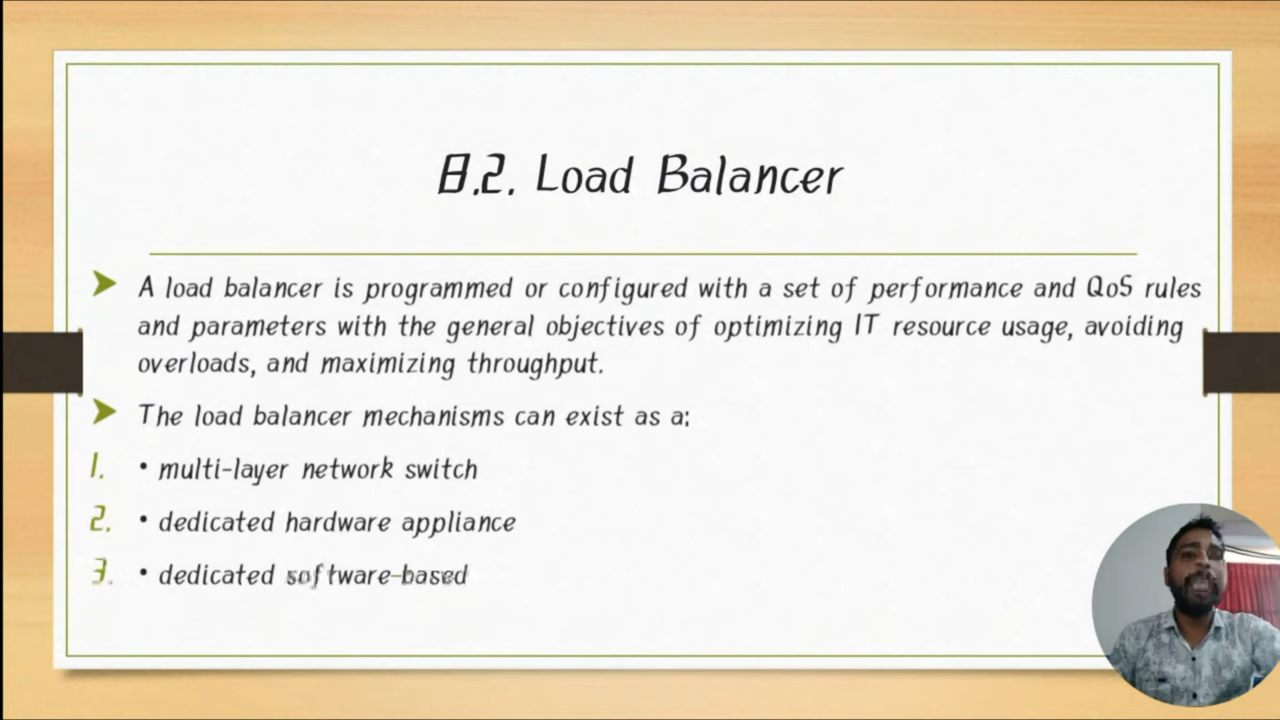 8.2. Load Balancer
A load balancer is programmed or configured with a set of performance and QoS rules
and parameters with the general objectives of optimizing IT resource usage, avoiding
overloads, and maximizing throughput.
The load balancer mechanisms can exist as a:
1. • multi-layer network switch
2. • dedicated hardware appliance
3. • dedicated software-based